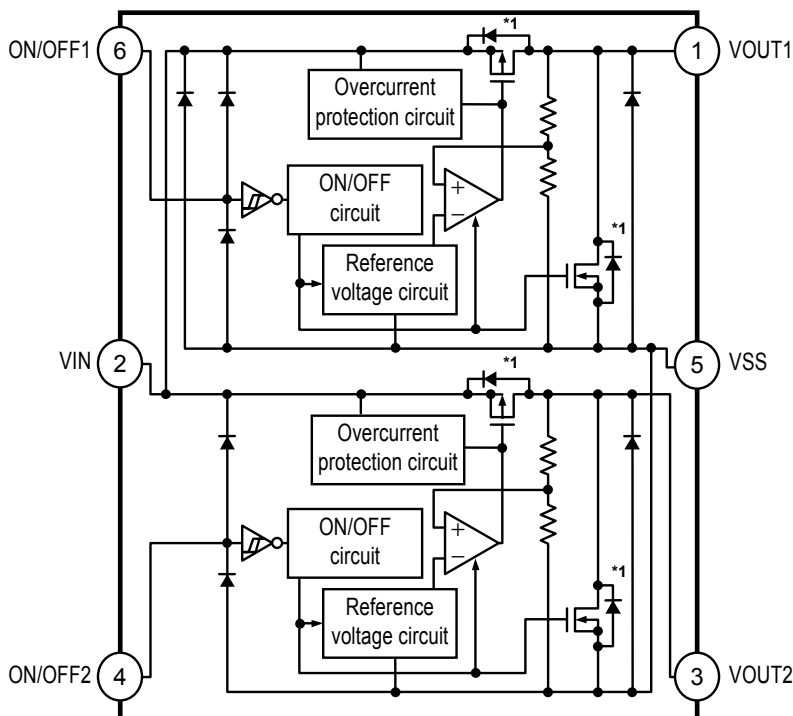 ON/OFF1
6
*1
1
VOUT1
Overcurrent
protection circuit
ON/OFF
circuit
+
−
Reference
voltage circuit
*1
VIN
2
*1
5
VSS
Overcurrent
protection circuit
ON/OFF
circuit
+
−
Reference
voltage circuit
*1
ON/OFF2
4
3
VOUT2